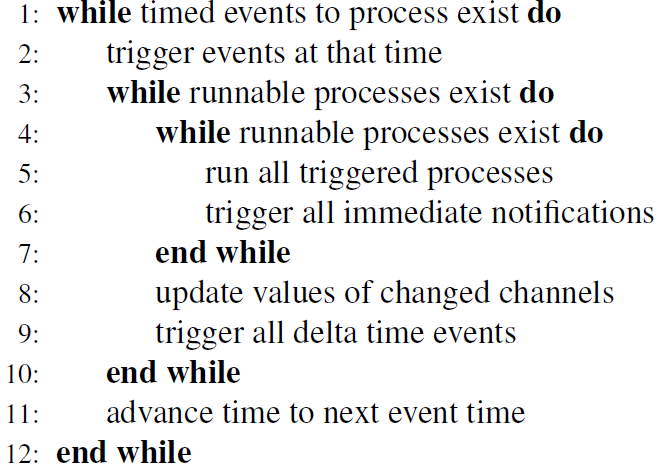 1: while timed events to process exist do
2: trigger events at that time
3: while runnable processes exist do
4: while runnable processes exist do
5: run all triggered processes
6: trigger all immediate notifications
7: end while
8: update values of changed channels
9: trigger all delta time events
10: end while
11: advance time to next event time
12: end while